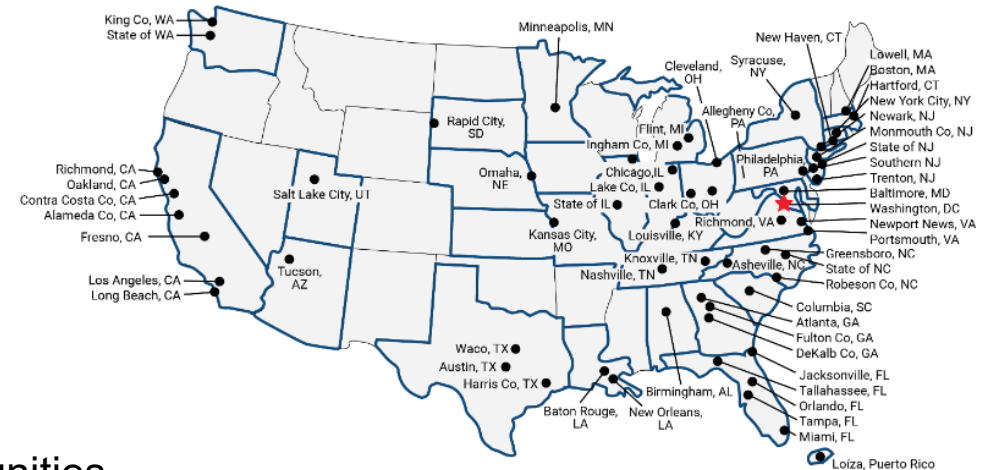 King Co, WA
State of WA
Minneapolis, MN
New Haven, CT
Cleveland,
OH
Syracuse,
NY
Lowell, MA
Boston, MA
Hartford, CT
New York City, NY
Newark, NJ
Monmouth Co, NJ
State of NJ
Southern NJ
Trenton, NJ
Baltimore, MD
Washington, DC
Newport News, VA
Portsmouth, VA
Allegheny Co,
PA
Philadelphia,
PA
Rapid City,
SD
Flint, MI
Ingham Co, MI
Omaha,
NE
Chicago,IL
Lake Co, IL
State of IL
Clark Co, OH
Richmond, VA
Louisville, KY
Kansas City,
MO
Richmond, CA
Oakland, CA
Contra Costa Co, CA
Alameda Co, CA
Fresno, CA
Salt Lake City, UT
Los Angeles, CA
Long Beach, CA
Tucson,
AZ
Knoxville, TN
Nashville, TN
Asheville, NC
Greensboro, NC
State of NC
Robeson Co, NC
Columbia, SC
Atlanta, GA
Fulton Co, GA
DeKalb Co, GA
Waco, TX
Austin, TX
Harris Co, TX
Baton Rouge,
LA
New Orleans,
LA
Birmingham, AL
Jacksonville, FL
Tallahassee, FL
Orlando, FL
Tampa, FL
Miami, FL
Loíza, Puerto Rico